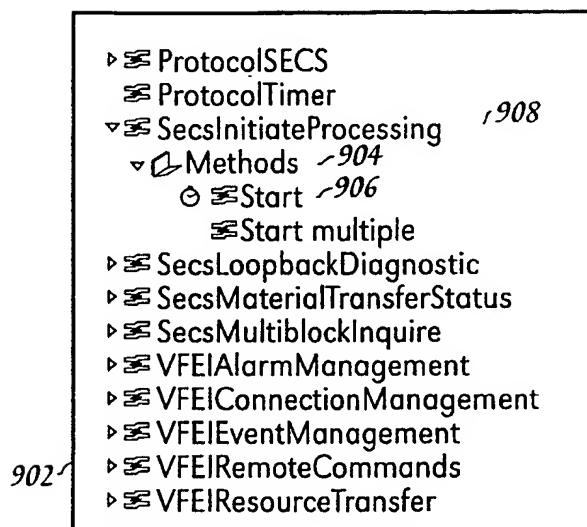 ProtocolSECS
ProtocolTimer
SecsInitiateProcessing 908
Methods 904
Start 906
Start multiple
SecsLoopbackDiagnostic
SecsMaterialTransferStatus
SecsMultiblockInquire
VFEIAlarmManagement
VFEIConnectionManagement
VFEIEventManagement
902 VFEIRemoteCommands
VFEIResourceTransfer